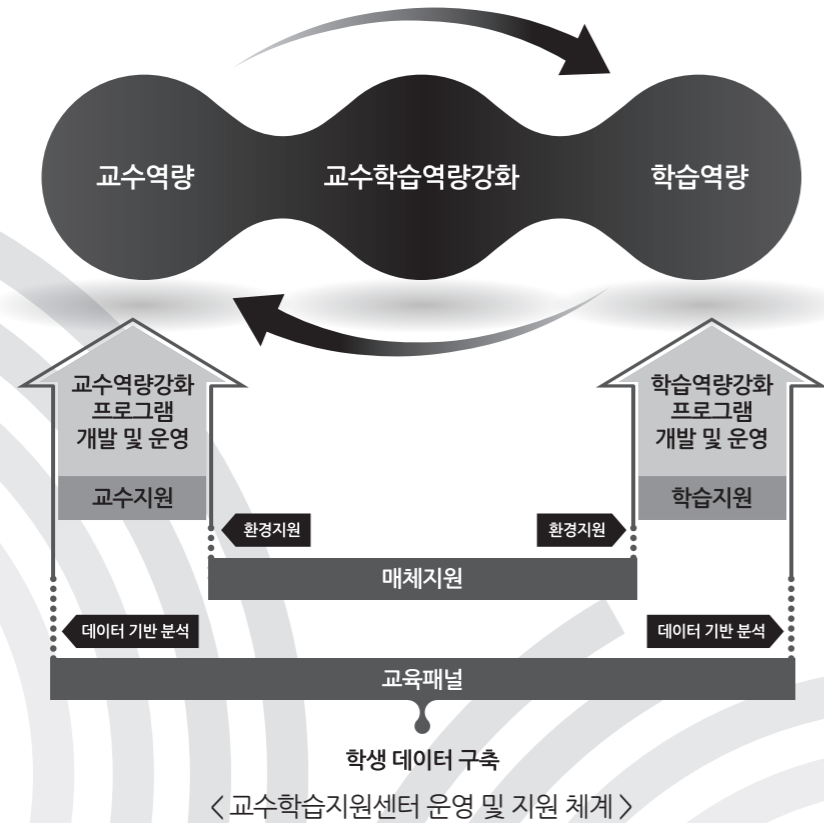 교수역량
교수학습역량강화
학습역량
교수역량강화
프로그램
개발 및 운영
교수지원
학습역량강화
프로그램
개발 및 운영
학습지원
환경지원
환경지원
매체지원
데이터 기반 분석
데이터 기반 분석
교육패널
학생 데이터 구축
〈 교수학습지원센터 운영 및 지원 체계 〉